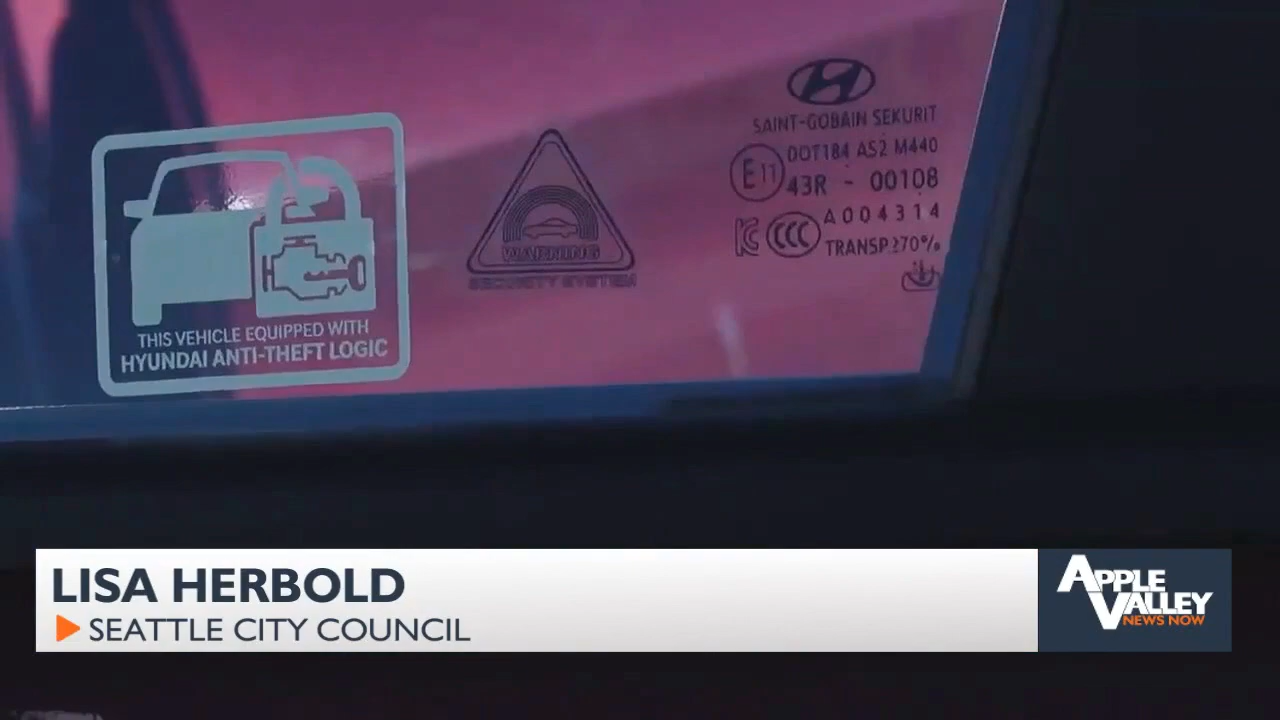 THIS VEHICLE EQUIPPED WITH
HYUNDAI ANTI-THEFT LOGIC
WARNING
SECURITY SYSTEM
SAINT-GOBAIN SEKURIT
E11
DOT184 AS2 M440
43R - 00108
CCC
A004314
TRANSP.≥70%
LISA HERBOLD
SEATTLE CITY COUNCIL
APPLE
VALLEY
NEWS NOW